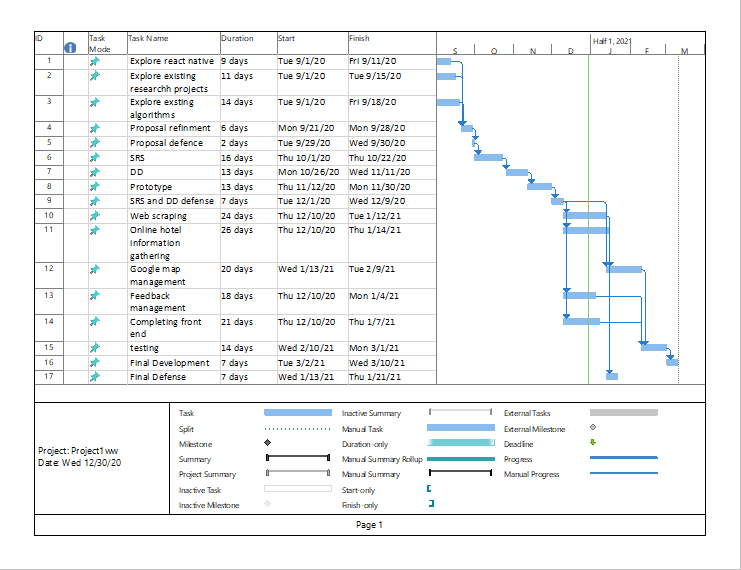 ID Task Mode Task Name Duration Start Finish Half 1, 2021
S O N D J F M
1 Explore react native 9 days Tue 9/1/20 Fri 9/11/20
2 Explore existing 11 days Tue 9/1/20 Tue 9/15/20
researchh projects
3 Explore exsting 14 days Tue 9/1/20 Fri 9/18/20
algorithms
4 Proposal refinment 6 days Mon 9/21/20 Mon 9/28/20
5 Proposal defence 2 days Tue 9/29/20 Wed 9/30/20
6 SRS 16 days Thu 10/1/20 Thu 10/22/20
7 DD 13 days Mon 10/26/20 Wed 11/11/20
8 Prototype 13 days Thu 11/12/20 Mon 11/30/20
9 SRS and DD defense 7 days Tue 12/1/20 Wed 12/9/20
10 Web scraping 24 days Thu 12/10/20 Tue 1/12/21
11 Online hotel 26 days Thu 12/10/20 Thu 1/14/21
information
gathering
12 Google map 20 days Wed 1/13/21 Tue 2/9/21
management
13 Feedback 18 days Thu 12/10/20 Mon 1/4/21
management
14 Completing front 21 days Thu 12/10/20 Thu 1/7/21
end
15 testing 14 days Wed 2/10/21 Mon 3/1/21
16 Final Development 7 days Tue 3/2/21 Wed 3/10/21
17 Final Defense 7 days Wed 1/13/21 Thu 1/21/21
Project: Project1ww
Date: Wed 12/30/20
Task Inactive Summary External Tasks
Split Manual Task External Milestone
Milestone Duration-only Deadline
Summary Manual Summary Rollup Progress
Project Summary Manual Summary Manual Progress
Inactive Task Start-only
Inactive Milestone Finish-only
Page 1